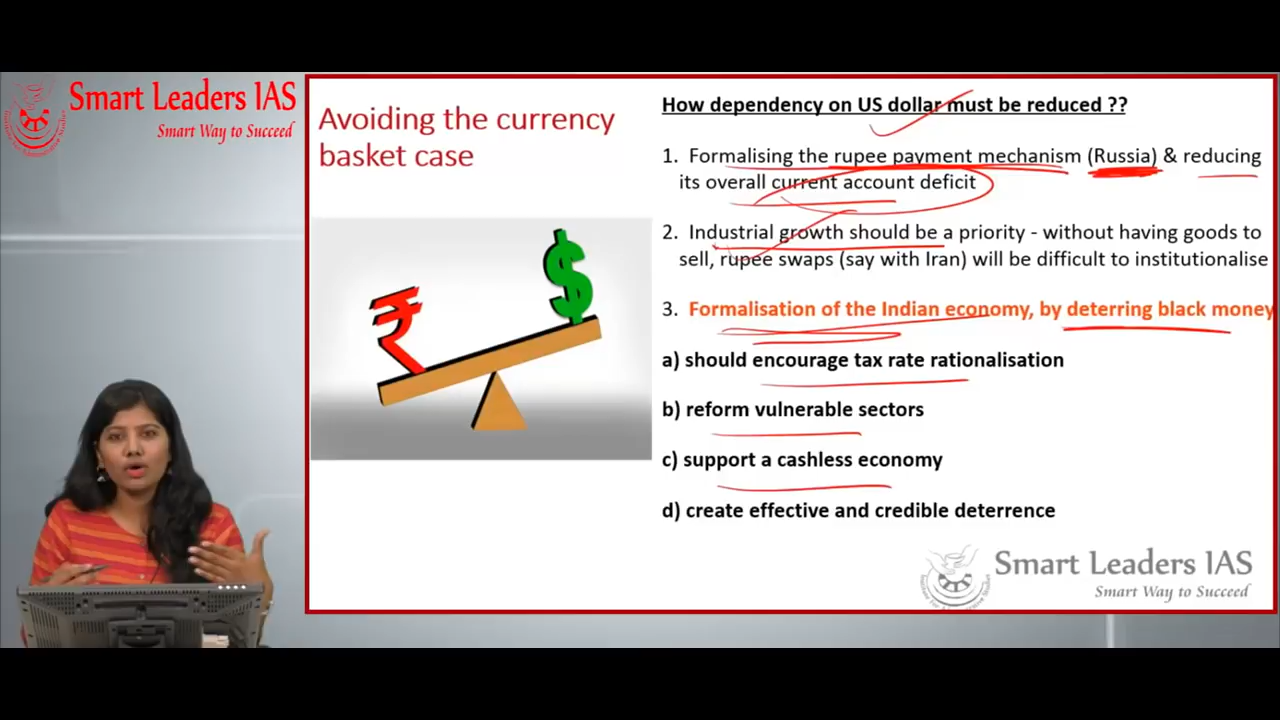 Smart Leaders IAS
Smart Way to Succeed
Avoiding the currency
basket case
₹
$
How dependency on US dollar must be reduced ??
1. Formalising the rupee payment mechanism (Russia) & reducing
its overall current account deficit
2. Industrial growth should be a priority - without having goods to
sell, rupee swaps (say with Iran) will be difficult to institutionalise
3. Formalisation of the Indian economy, by deterring black money
a) should encourage tax rate rationalisation
b) reform vulnerable sectors
c) support a cashless economy
d) create effective and credible deterrence
Smart Leaders IAS
Smart Way to Succeed